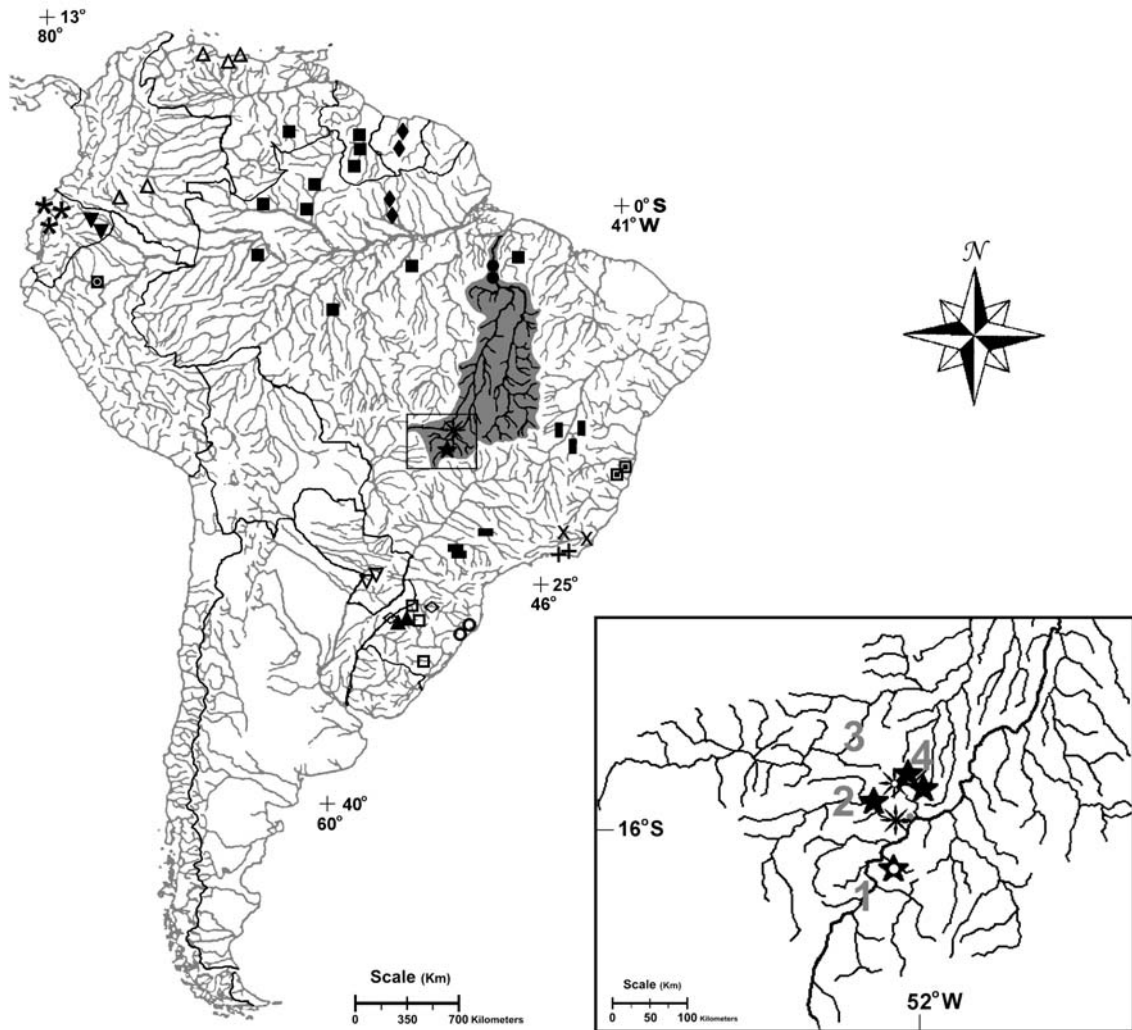 + 13°
80°
+ 0° S
41° W
N
+ 25°
46°
+ 40°
60°
Scale (Km)
0 350 700 Kilometers
3
4
2
1
16°S
52°W
Scale (Km)
0 50 100 Kilometers